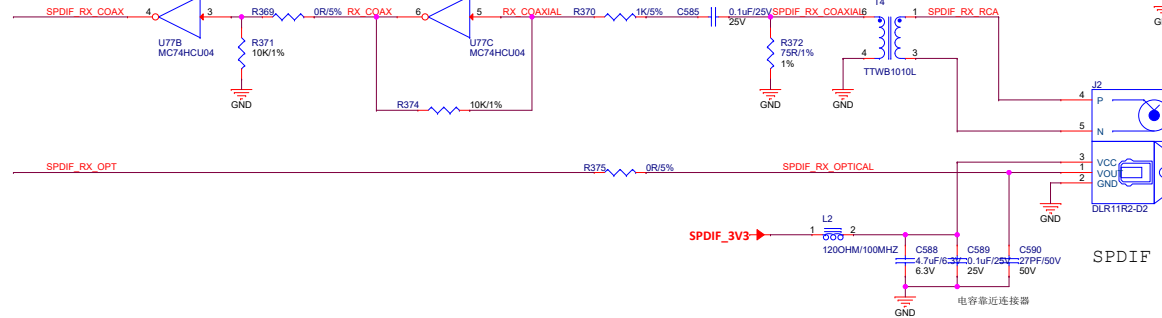 SPDIF_RX_COAX
4
3
U77B
MC74HCU04
R369
0R/5%
R371
10K/1%
GND
RX_COAX
6
5
U77C
MC74HCU04
RX_COAXIAL
R370
1K/5%
C585
0.1uF/25V
25V
SPDIF_RX_COAXIAL
R372
75R/1%
1%
GND
6
1
4
3
TTWB1010L
GND
SPDIF_RX_RCA
R374
10K/1%
J2
4
P
5
N
3
VCC
1
VOUT
2
GND
DLR11R2-D2
GND
SPDIF_RX_OPT
R375
0R/5%
SPDIF_RX_OPTICAL
SPDIF_3V3
L2
1
2
120OHM/100MHZ
C588
4.7uF/6.3V
6.3V
C589
0.1uF/25V
25V
C590
27PF/50V
50V
GND
电容靠近连接器
SPDIF